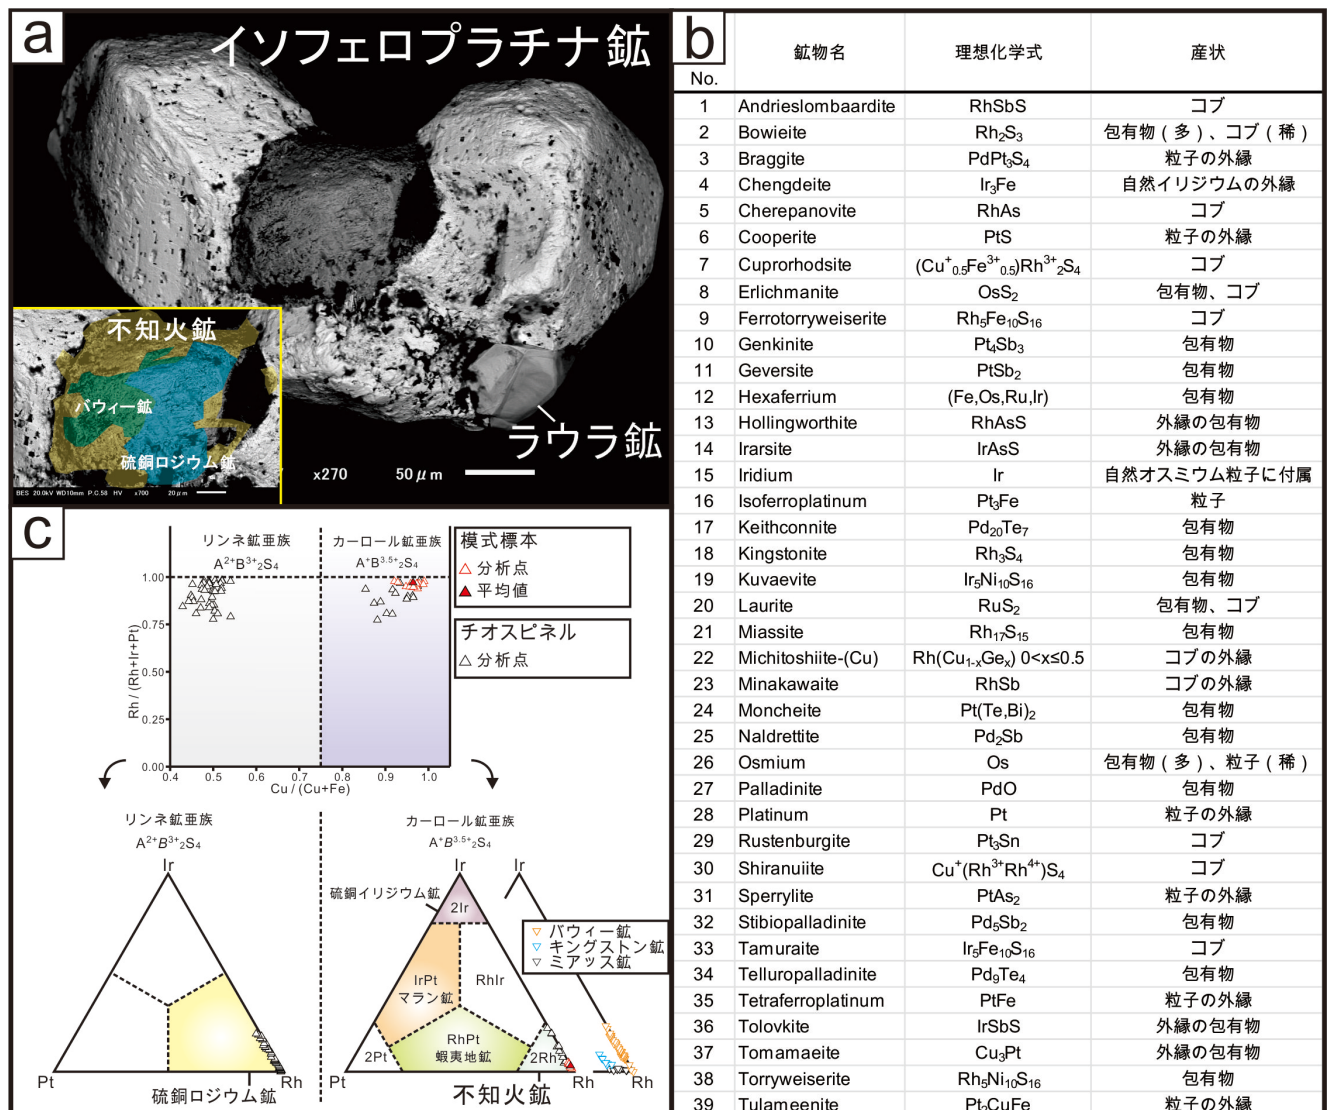 a
イソフェロプラチナ鉱
不知火鉱
バウィー鉱
硫銅ロジウム鉱
ラウラ鉱
x270 50μm
BES 20.0kV WD10mm P.C.58 HV x700 20μm
b
No. 鉱物名 理想化学式 産状
1 Andrieslombaardite RhSbS コブ
2 Bowieite Rh₂S₃ 包有物（多）、コブ（稀）
3 Braggite PdPt₃S₄ 粒子の外縁
4 Chengdeite Ir₃Fe 自然イリジウムの外縁
5 Cherepanovite RhAs コブ
6 Cooperite PtS 粒子の外縁
7 Cuprorhodsite (Cu⁺₀.₅Fe³⁺₀.₅)Rh³⁺₂S₄ コブ
8 Erlichmanite OsS₂ 包有物、コブ
9 Ferrotorryweiserite Rh₅Fe₁₀S₁₆ コブ
10 Genkinite Pt₄Sb₃ 包有物
11 Geversite PtSb₂ 包有物
12 Hexaferrium (Fe,Os,Ru,Ir) 包有物
13 Hollingworthite RhAsS 外縁の包有物
14 Irarsite IrAsS 外縁の包有物
15 Iridium Ir 自然オスミウム粒子に付属
16 Isoferroplatinum Pt₃Fe 粒子
17 Keithconnite Pd₂₀Te₇ 包有物
18 Kingstonite Rh₃S₄ 包有物
19 Kuvaevite Ir₅Ni₁₀S₁₆ 包有物
20 Laurite RuS₂ 包有物、コブ
21 Miassite Rh₁₇S₁₅ 包有物
22 Michitoshiite-(Cu) Rh(Cu₁₋ₓGeₓ) 0<x≤0.5 コブの外縁
23 Minakawaite RhSb コブの外縁
24 Moncheite Pt(Te,Bi)₂ 包有物
25 Naldrettite Pd₂Sb 包有物
26 Osmium Os 包有物（多）、粒子（稀）
27 Palladinite PdO 包有物
28 Platinum Pt 粒子の外縁
29 Rustenburgite Pt₃Sn コブ
30 Shiranuiite Cu⁺(Rh³⁺Rh⁴⁺)S₄ コブ
31 Sperrylite PtAs₂ 粒子の外縁
32 Stibiopalladinite Pd₅Sb₂ 包有物
33 Tamuraite Ir₅Fe₁₀S₁₆ コブ
34 Telluropalladinite Pd₉Te₄ 包有物
35 Tetraferroplatinum PtFe 粒子の外縁
36 Tolovkite IrSbS 外縁の包有物
37 Tomamaeite Cu₃Pt 外縁の包有物
38 Torryweiserite Rh₅Ni₁₀S₁₆ 包有物
39 Tulameenite Pt₂CuFe 粒子の外縁
c
リンネ鉱亜族 カーロール鉱亜族
A²⁺B³⁺₂S₄ A⁺B³·⁵⁺₂S₄
模式標本
分析点
平均値
チオスピネル
分析点
Rh / (Rh+Ir+Pt)
1.00
0.75
0.50
0.25
0.00
0.4 0.5 0.6 0.7 0.8 0.9 1.0
Cu / (Cu+Fe)
リンネ鉱亜族
A²⁺B³⁺₂S₄
Ir
Pt Rh
硫銅ロジウム鉱
カーロール鉱亜族
A⁺B³·⁵⁺₂S₄
Ir Ir
硫銅イリジウム鉱
2Ir
バウィー鉱
キングストン鉱
ミアッス鉱
IrPt
マラン鉱
RhIr
RhPt
蝦夷地鉱
2Pt 2Rh
Pt Rh Rh
不知火鉱